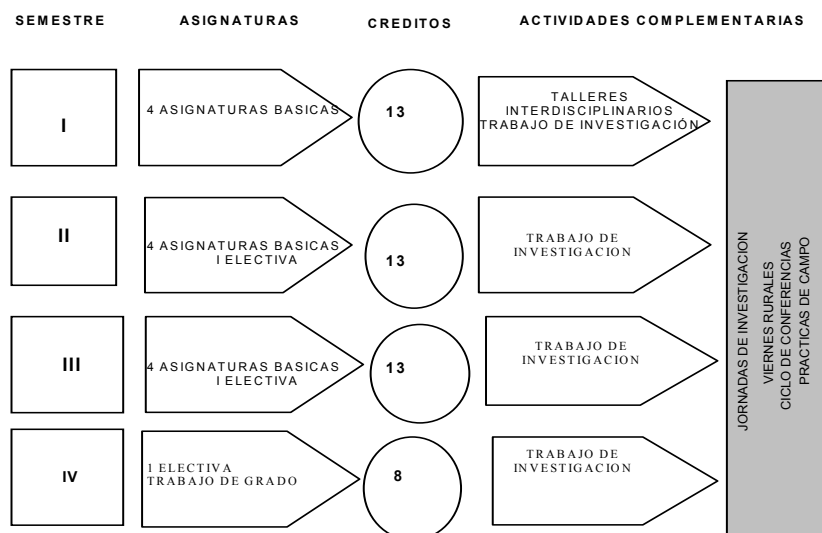 SEMESTRE ASIGNATURAS CREDITOS ACTIVIDADES COMPLEMENTARIAS
I
4 ASIGNATURAS BASICAS
13
TALLERES
INTERDISCIPLINARIOS
TRABAJO DE INVESTIGACIÓN
II
4 ASIGNATURAS BASICAS
I ELECTIVA
13
TRABAJO DE
INVESTIGACION
III
4 ASIGNATURAS BASICAS
I ELECTIVA
13
TRABAJO DE
INVESTIGACION
IV
1 ELECTIVA
TRABAJO DE GRADO
8
TRABAJO DE
INVESTIGACION
JORNADAS DE INVESTIGACION
VIERNES RURALES
CICLO DE CONFERENCIAS
PRACTICAS DE CAMPO